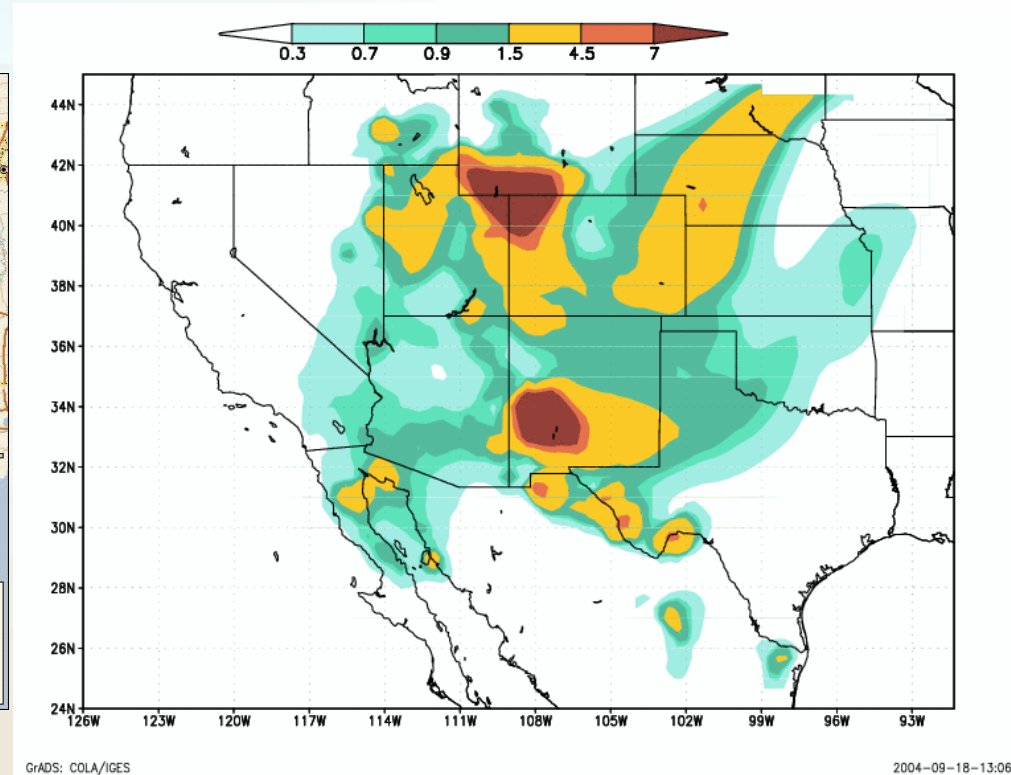 0.3 0.7 0.9 1.5 4.5 7
44N
42N
40N
38N
36N
34N
32N
30N
28N
26N
24N
126W 123W 120W 117W 114W 111W 108W 105W 102W 99W 96W 93W
GrADS: COLA/IGES 2004-09-18-13:06